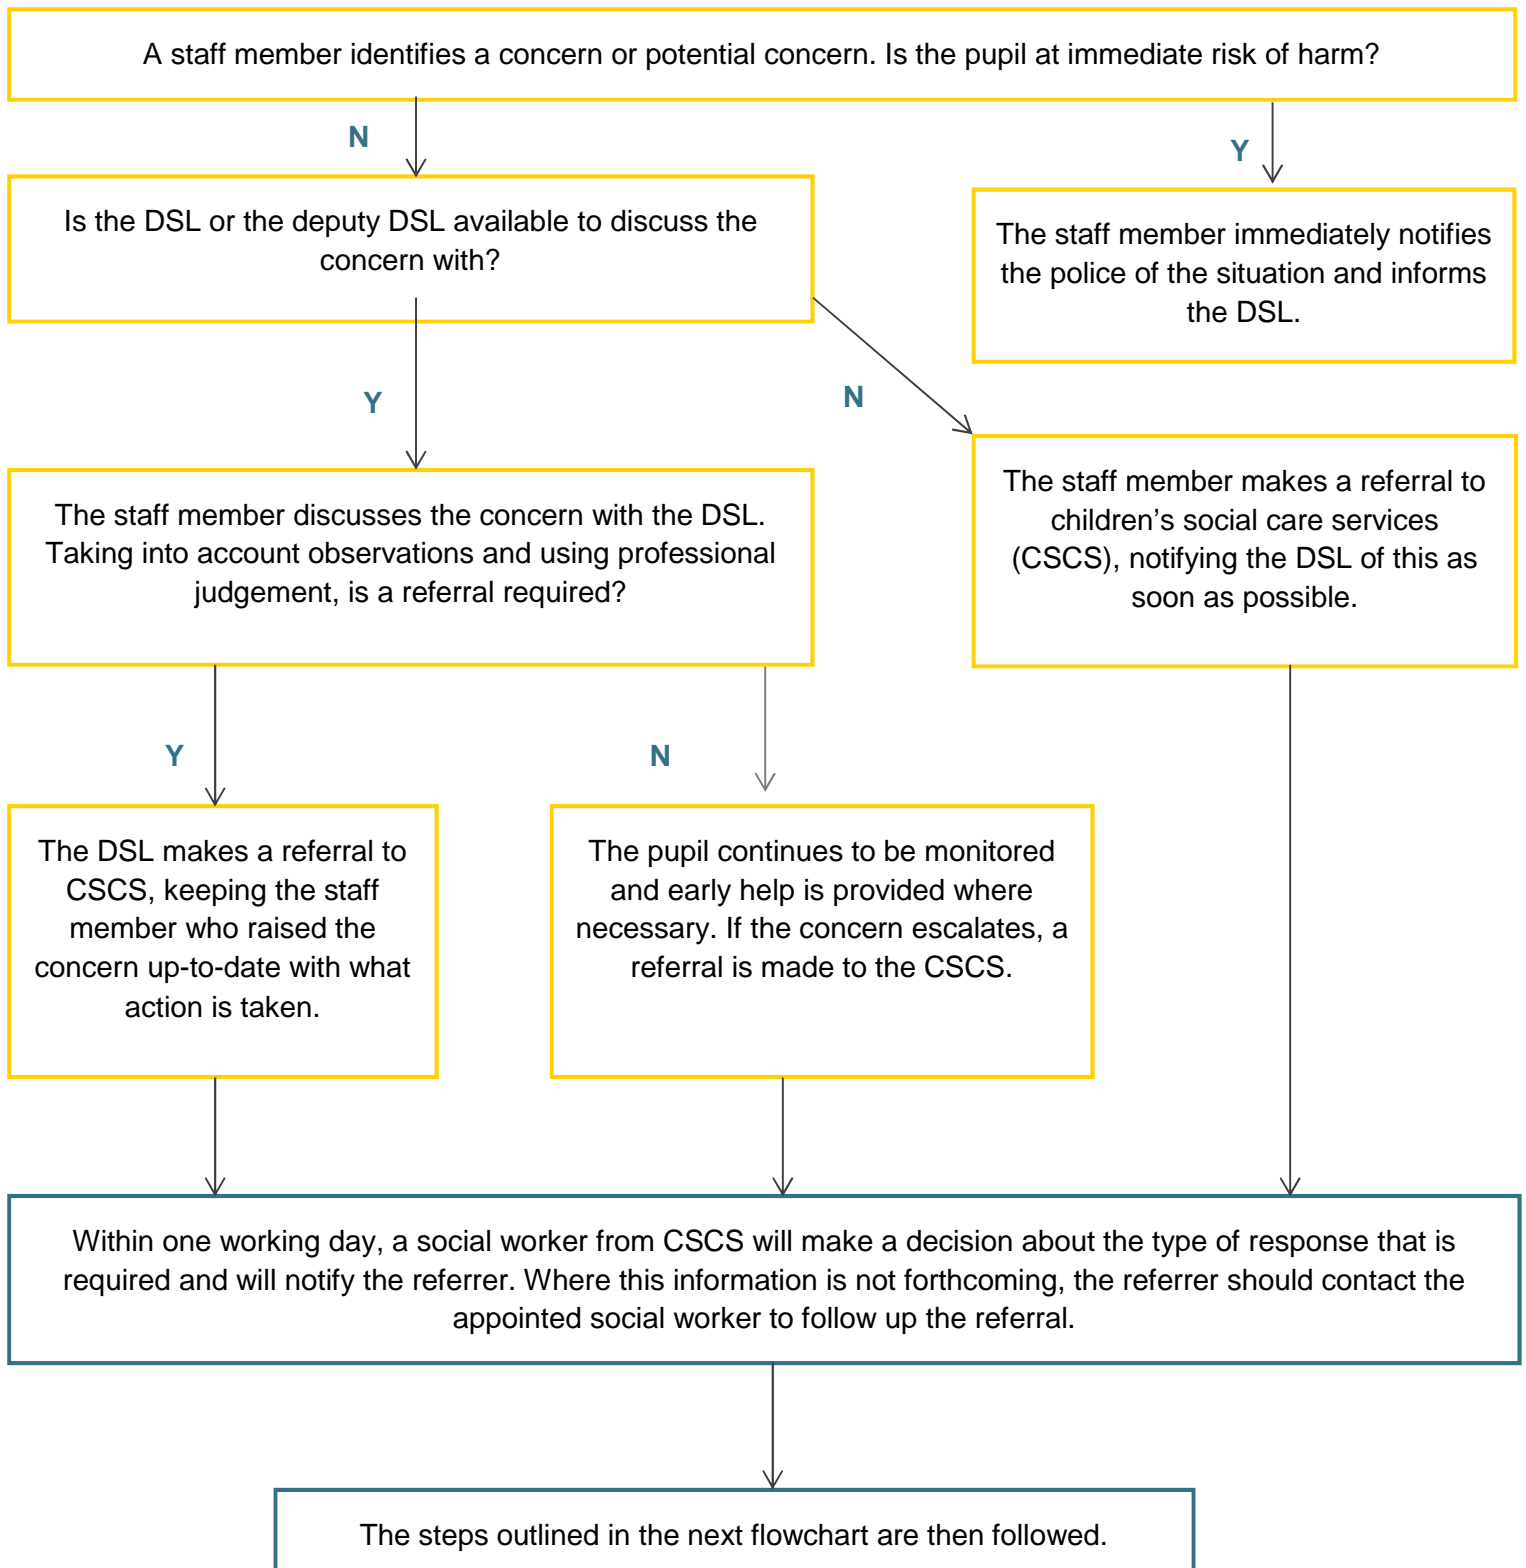 A staff member identifies a concern or potential concern. Is the pupil at immediate risk of harm?
N
Y
Is the DSL or the deputy DSL available to discuss the
concern with?
The staff member immediately notifies
the police of the situation and informs
the DSL.
Y
N
The staff member discusses the concern with the DSL.
Taking into account observations and using professional
judgement, is a referral required?
The staff member makes a referral to
children’s social care services
(CSCS), notifying the DSL of this as
soon as possible.
Y
N
The DSL makes a referral to
CSCS, keeping the staff
member who raised the
concern up-to-date with what
action is taken.
The pupil continues to be monitored
and early help is provided where
necessary. If the concern escalates, a
referral is made to the CSCS.
Within one working day, a social worker from CSCS will make a decision about the type of response that is
required and will notify the referrer. Where this information is not forthcoming, the referrer should contact the
appointed social worker to follow up the referral.
The steps outlined in the next flowchart are then followed.